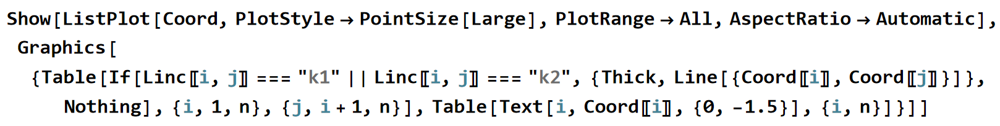 Show[ListPlot[Coord, PlotStyle → PointSize[Large], PlotRange → All, AspectRatio → Automatic],
Graphics[
{Table[If[Linc〚i, j〛 === "k1" || Linc〚i, j〛 === "k2", {Thick, Line[{Coord〚i〛, Coord〚j〛}]},
Nothing], {i, 1, n}, {j, i + 1, n}], Table[Text[i, Coord〚i〛, {0, -1.5}], {i, n}]}]]